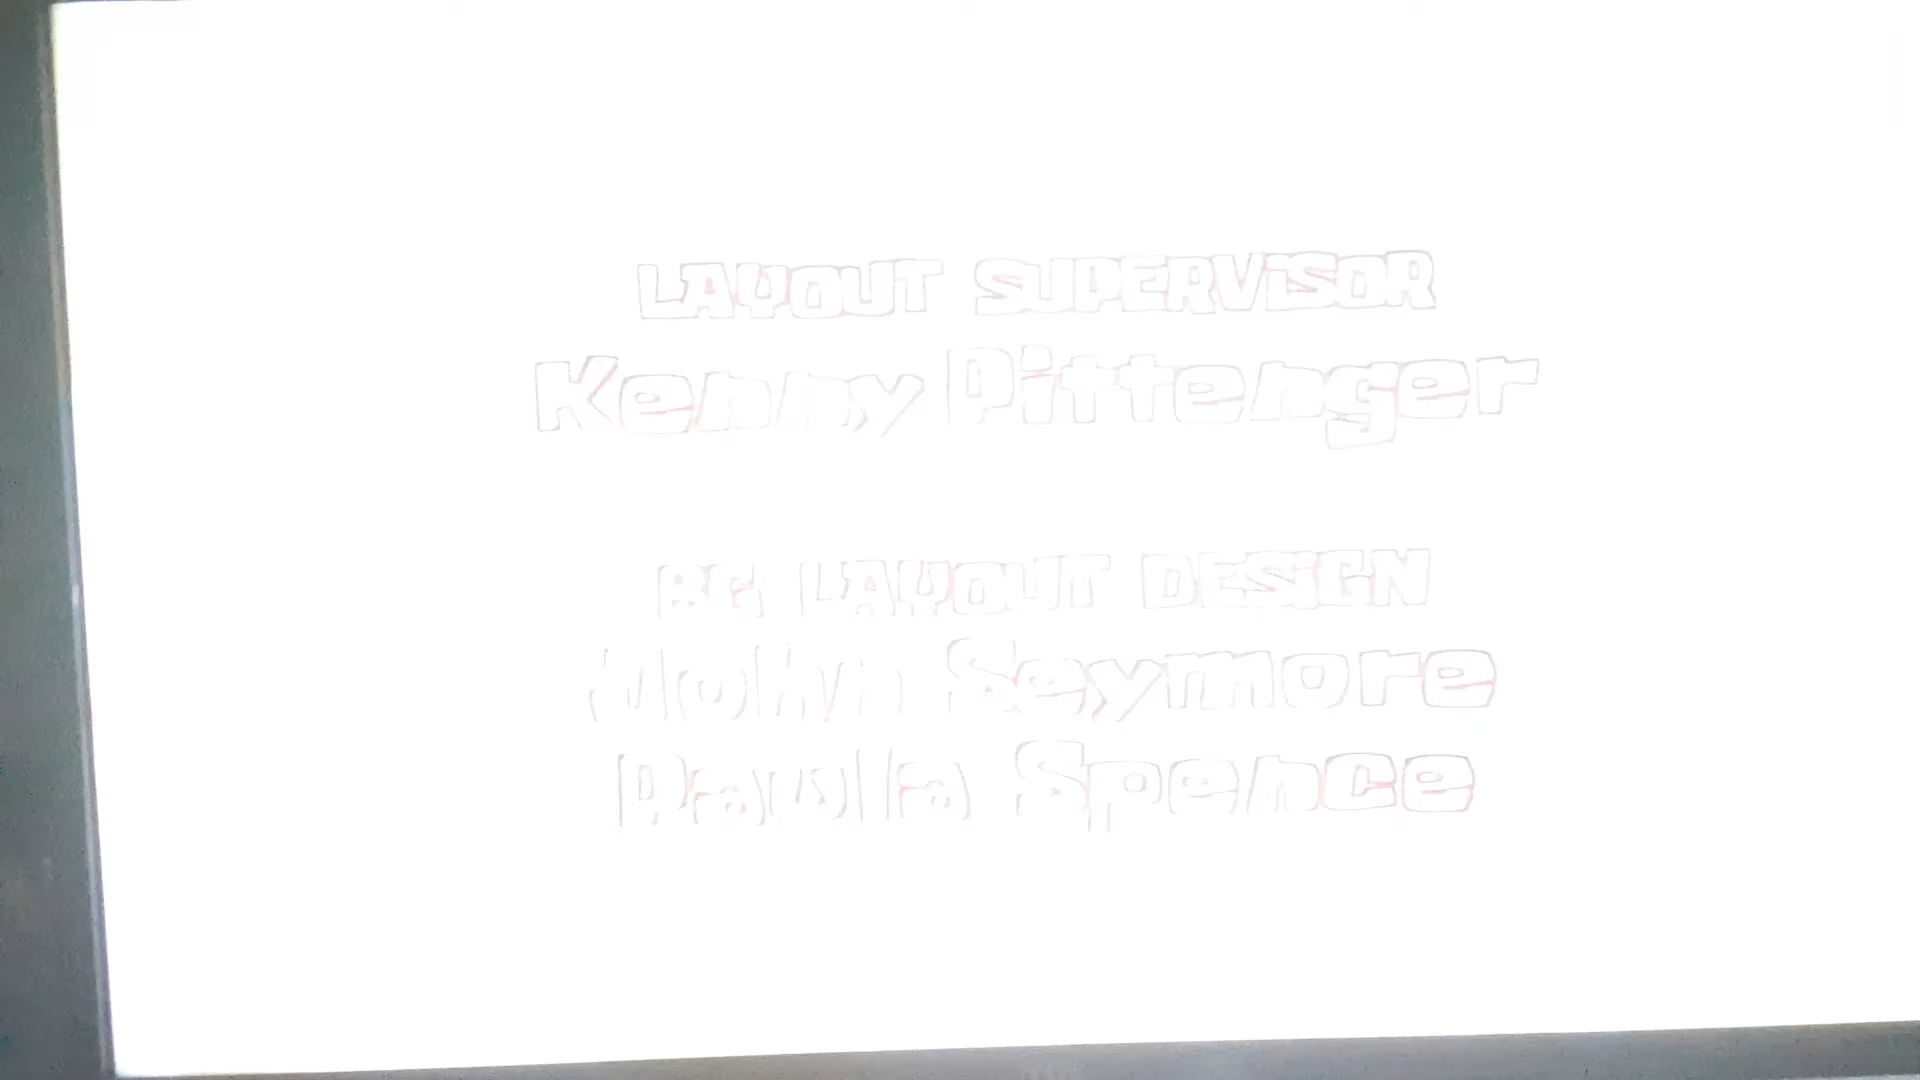 LAYOUT SUPERVISOR
Kenny Pittenger
BG LAYOUT DESIGN
John Seymore
Paula Spence